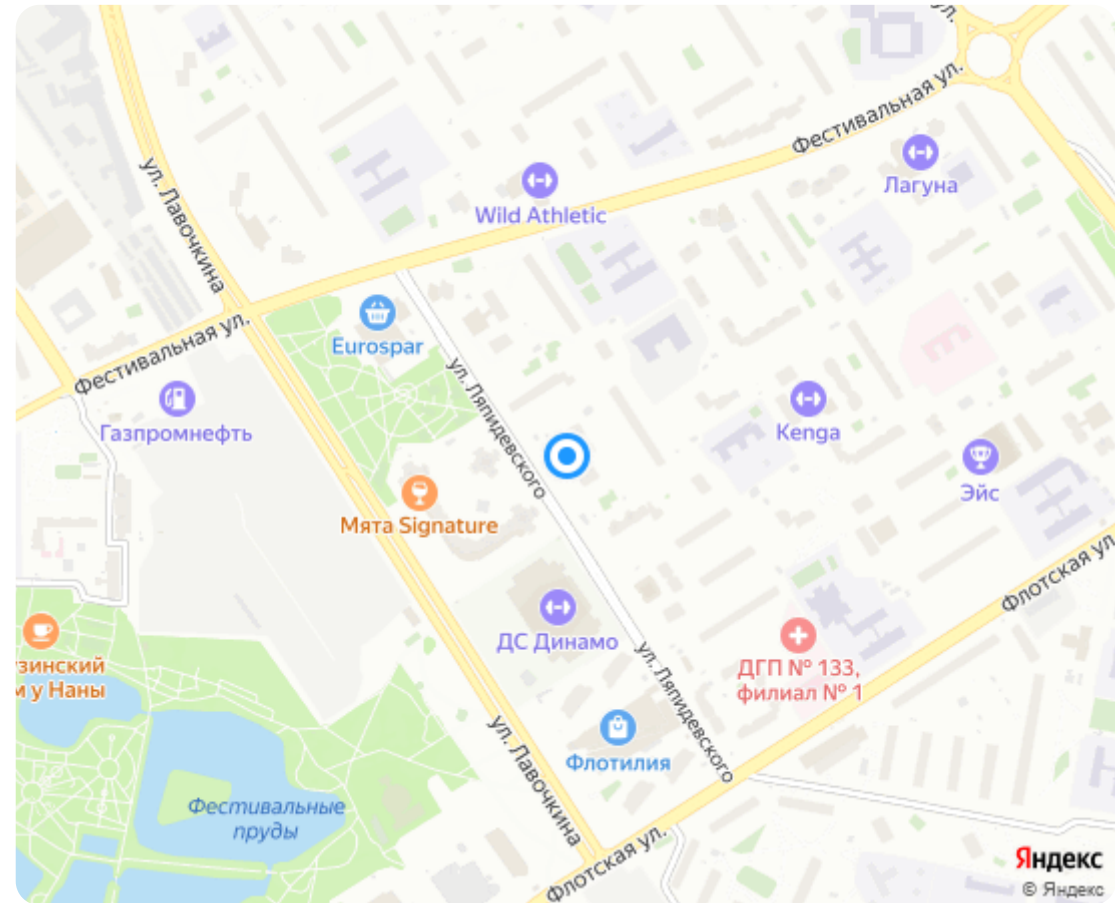 ул.
Фестивальная ул.
Лагуна
ул. Лавочкина
Wild Athletic
Фестивальная ул.
Eurospar
Газпромнефть
ул. Ляпидевского
Kenga
Эйс
Мята Signature
Флотская ул.
ДС Динамо
зинский
м у Наны
ДГП № 133,
филиал № 1
ул. Ляпидевского
Флотилия
ул. Лавочкина
Фестивальные
пруды
Флотская ул.
Яндекс
© Яндекс